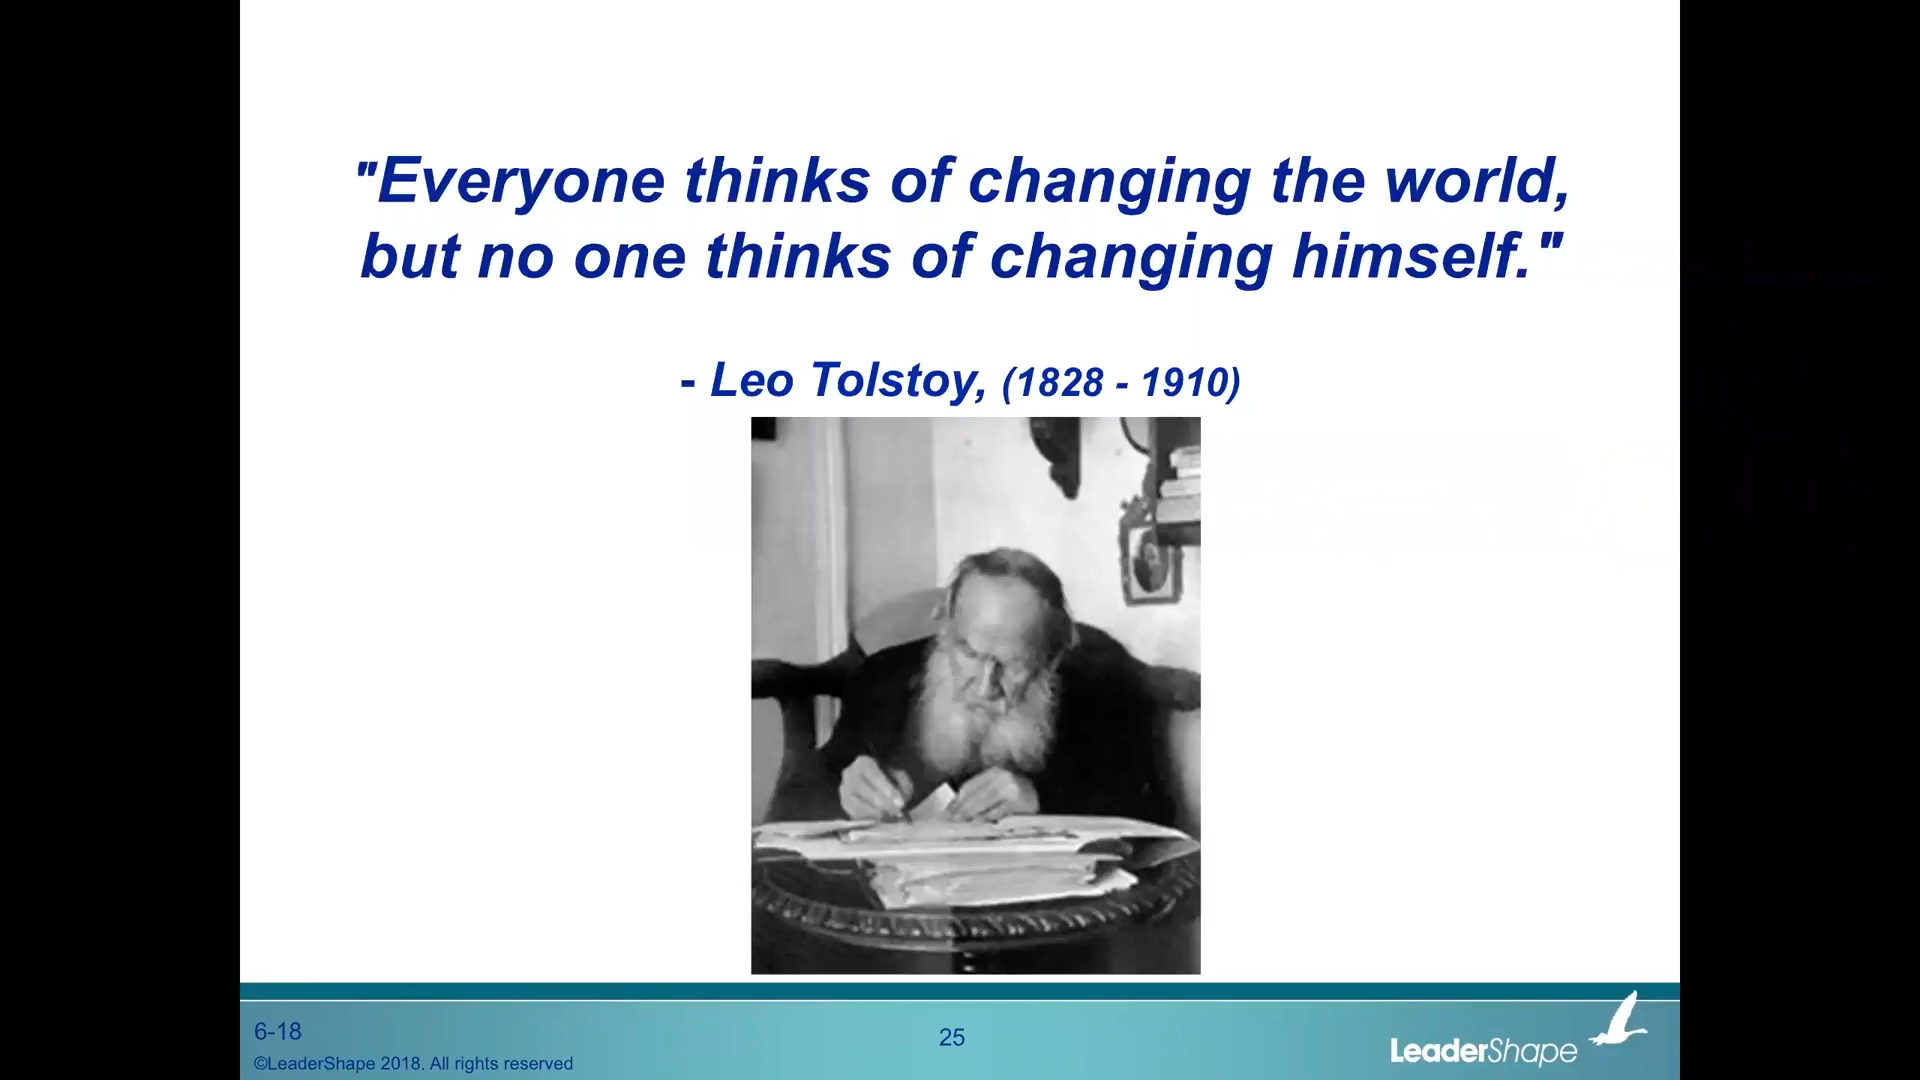 "Everyone thinks of changing the world,
but no one thinks of changing himself."
- Leo Tolstoy, (1828 - 1910)
6-18
25
©LeaderShape 2018. All rights reserved
LeaderShape